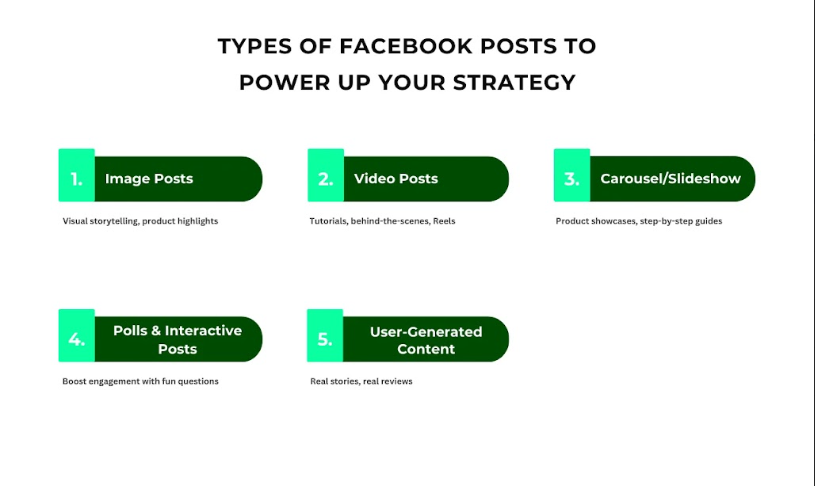 TYPES OF FACEBOOK POSTS TO
POWER UP YOUR STRATEGY
1. Image Posts
Visual storytelling, product highlights
2. Video Posts
Tutorials, behind-the-scenes, Reels
3. Carousel/Slideshow
Product showcases, step-by-step guides
4. Polls & Interactive
Posts
Boost engagement with fun questions
5. User-Generated
Content
Real stories, real reviews